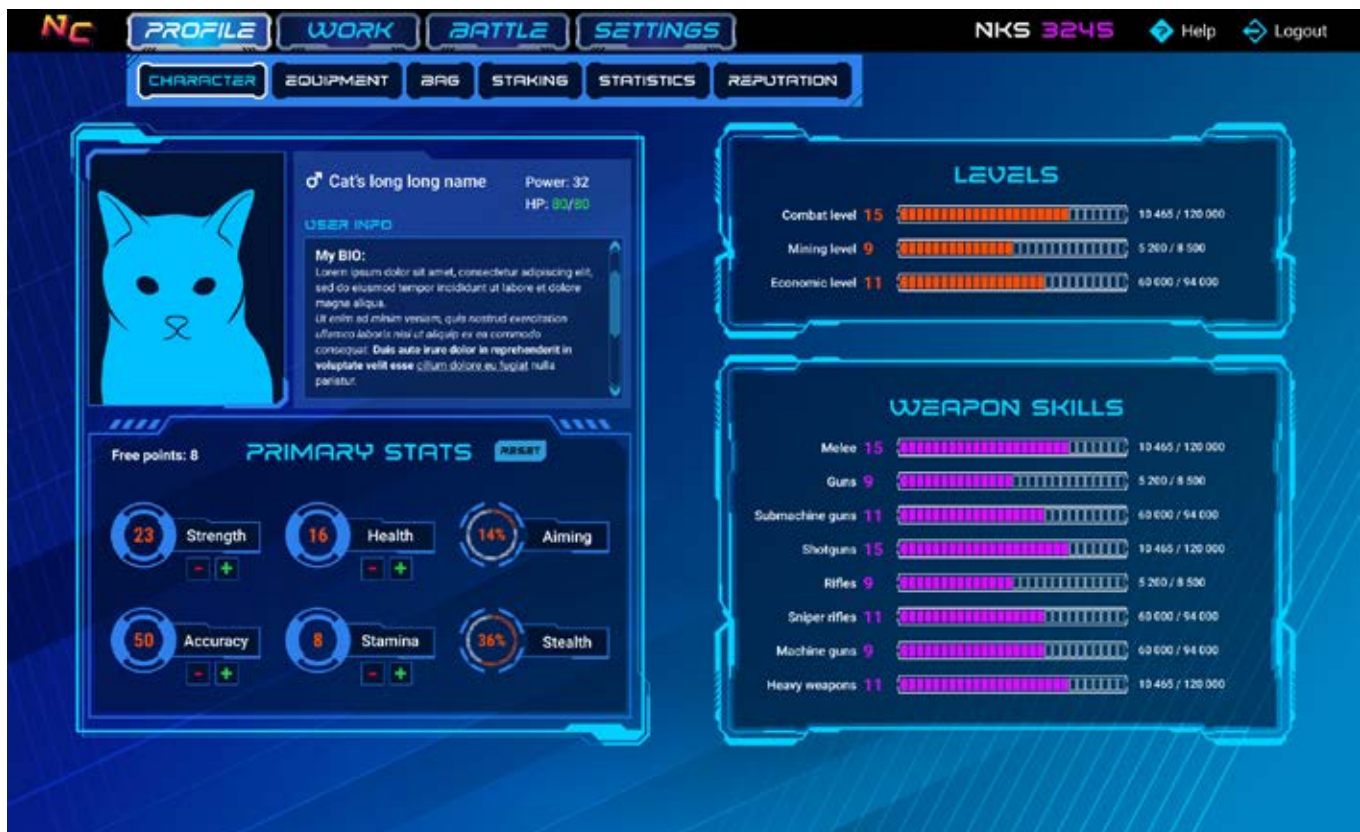 NC PROFILE WORK BATTLE SETTINGS NKS 3245 Help Logout
CHARACTER EQUIPMENT BAG STAKING STATISTICS REPUTATION
Cat's long long name Power: 32
HP: 80/80
USER INFO
My BIO:
Lorem ipsum dolor sit amet, consectetur adipiscing elit,
sed do eiusmod tempor incididunt ut labore et dolore
magna aliqua.
Ut enim ad minim veniam, quis nostrud exercitation
ullamco laboris nisi ut aliquip ex ea commodo
consequat. Duis aute irure dolor in reprehenderit in
voluptate velit esse cillum dolore eu fugiat nulla
pariatur.
Free points: 8 PRIMARY STATS RESET
23 Strength 16 Health 14% Aiming
- + - +
50 Accuracy 8 Stamina 36% Stealth
- + - +
LEVELS
Combat level 15 10 465 / 120 000
Mining level 9 5 200 / 8 500
Economic level 11 60 000 / 94 000
WEAPON SKILLS
Melee 15 10 465 / 120 000
Guns 9 5 200 / 8 500
Submachine guns 11 60 000 / 94 000
Shotguns 15 10 465 / 120 000
Rifles 9 5 200 / 8 500
Sniper rifles 11 60 000 / 94 000
Machine guns 9 60 000 / 94 000
Heavy weapons 11 10 465 / 120 000